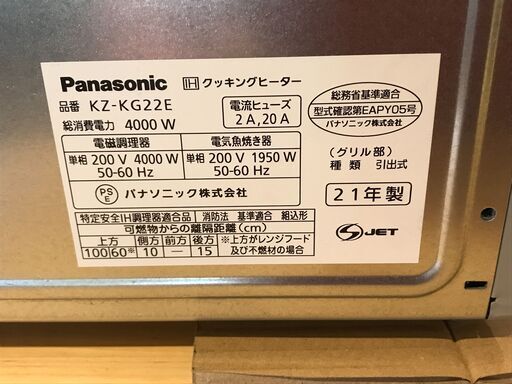 Panasonic IH クッキングヒーター
品番 KZ-KG22E
総消費電力 4000 W
電流ヒューズ
2 A,20 A
総務省基準適合
型式確認第EAPY05号
パナソニック株式会社
電磁調理器 電気魚焼き器
単相 200 V 4000 W 単相 200 V 1950 W
50-60 Hz 50-60 Hz
(グリル部)
種類 引出式
PS
E
パナソニック株式会社
21年製
特定安全IH調理器適合品 消防法 基準適合 組込形
可燃物からの離隔距離(cm)
上方 側方 前方 後方 ※上方がレンジフード
100(60※) 10 — 15 及び不燃材の場合
S JET